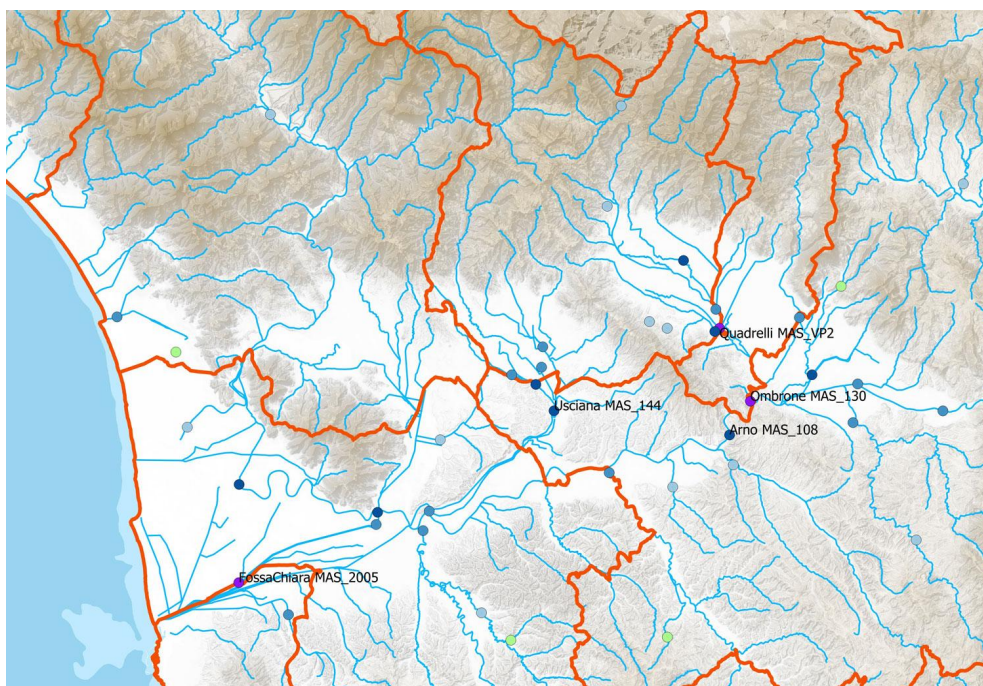 Quadrelli MAS_VP2
Ombrone MAS_130
Usciana MAS_144
Arno MAS_108
FossaChiara MAS_2005